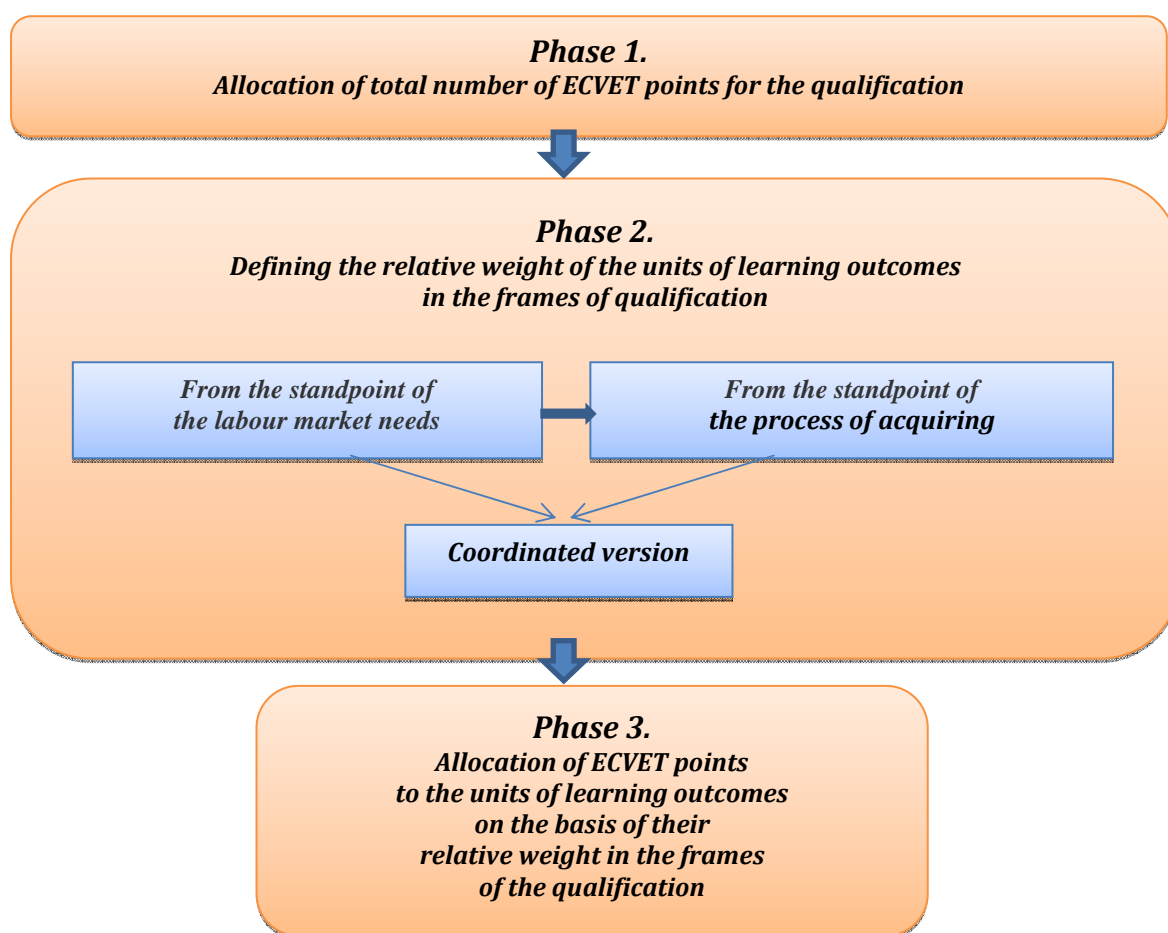 Phase 1.
Allocation of total number of ECVET points for the qualification
Phase 2.
Defining the relative weight of the units of learning outcomes
in the frames of qualification
From the standpoint of
the labour market needs
From the standpoint of
the process of acquiring
Coordinated version
Phase 3.
Allocation of ECVET points
to the units of learning outcomes
on the basis of their
relative weight in the frames
of the qualification